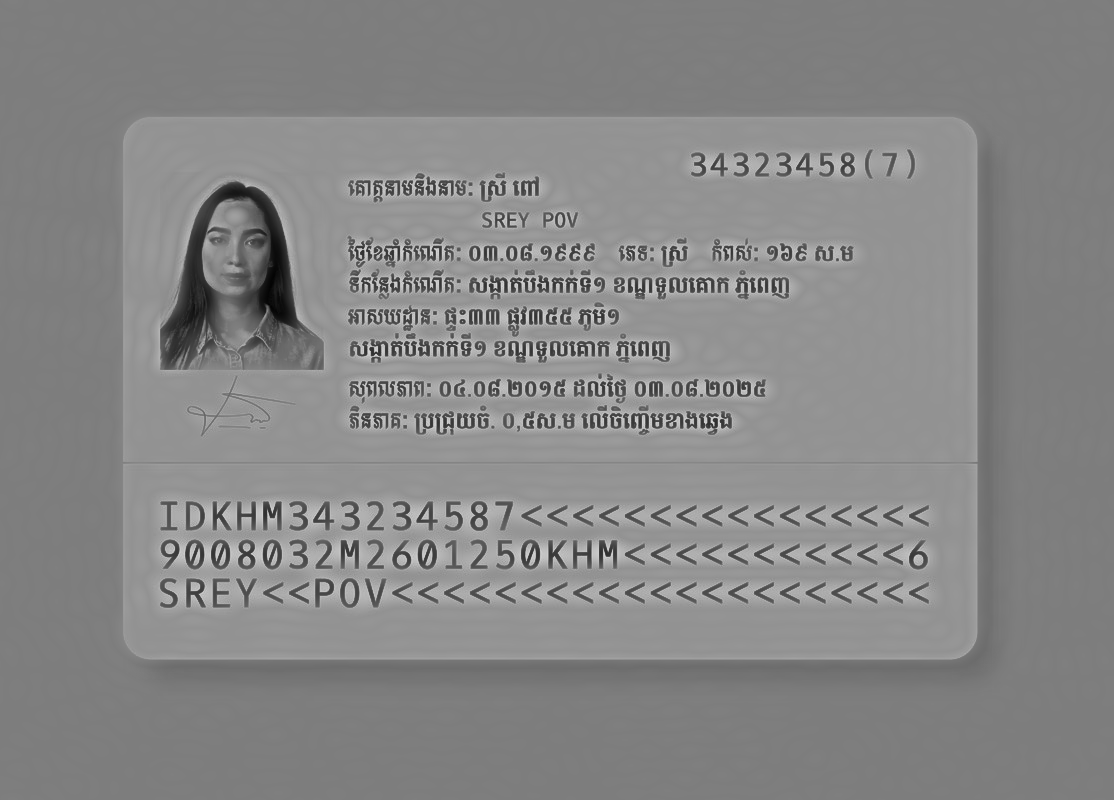 34323458(7)
គោត្តនាមនិងនាម: ស្រី ពៅ
SREY POV
ថ្ងៃខែឆ្នាំកំណើត: ០៣.០៨.១៩៩៩ ភេទ: ស្រី កំពស់: ១៦៩ ស.ម
ទីកន្លែងកំណើត: សង្កាត់បឹងកក់ទី១ ខណ្ឌទួលគោក ភ្នំពេញ
អាសយដ្ឋាន: ផ្ទះ៣៣ ផ្លូវ៣៥៥ ភូមិ១
សង្កាត់បឹងកក់ទី១ ខណ្ឌទួលគោក ភ្នំពេញ
សុពលភាព: ០៤.០៨.២០១៥ ដល់ថ្ងៃ ០៣.០៨.២០២៥
ភិនភាគ: ប្រជ្រុយចំ. ០,៥ស.ម លើចិញ្ចើមខាងឆ្វេង
IDKHM343234587<<<<<<<<<<<<<<<<
9008032M2601250KHM<<<<<<<<<<<6
SREY<<POV<<<<<<<<<<<<<<<<<<<<<